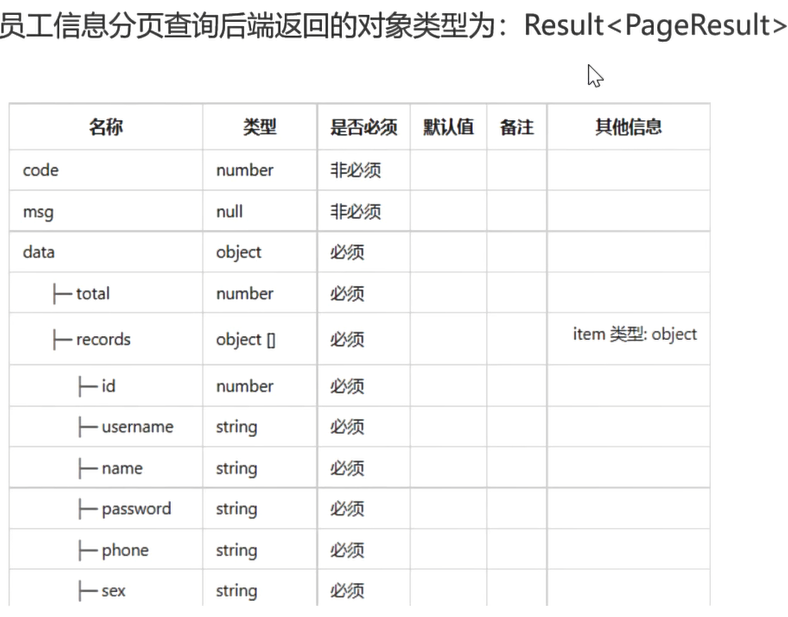 员工信息分页查询后端返回的对象类型为：Result<PageResult>
名称 类型 是否必须 默认值 备注 其他信息
code number 非必须
msg null 非必须
data object 必须
├─ total number 必须
├─ records object [] 必须 item 类型: object
├─ id number 必须
├─ username string 必须
├─ name string 必须
├─ password string 必须
├─ phone string 必须
├─ sex string 必须